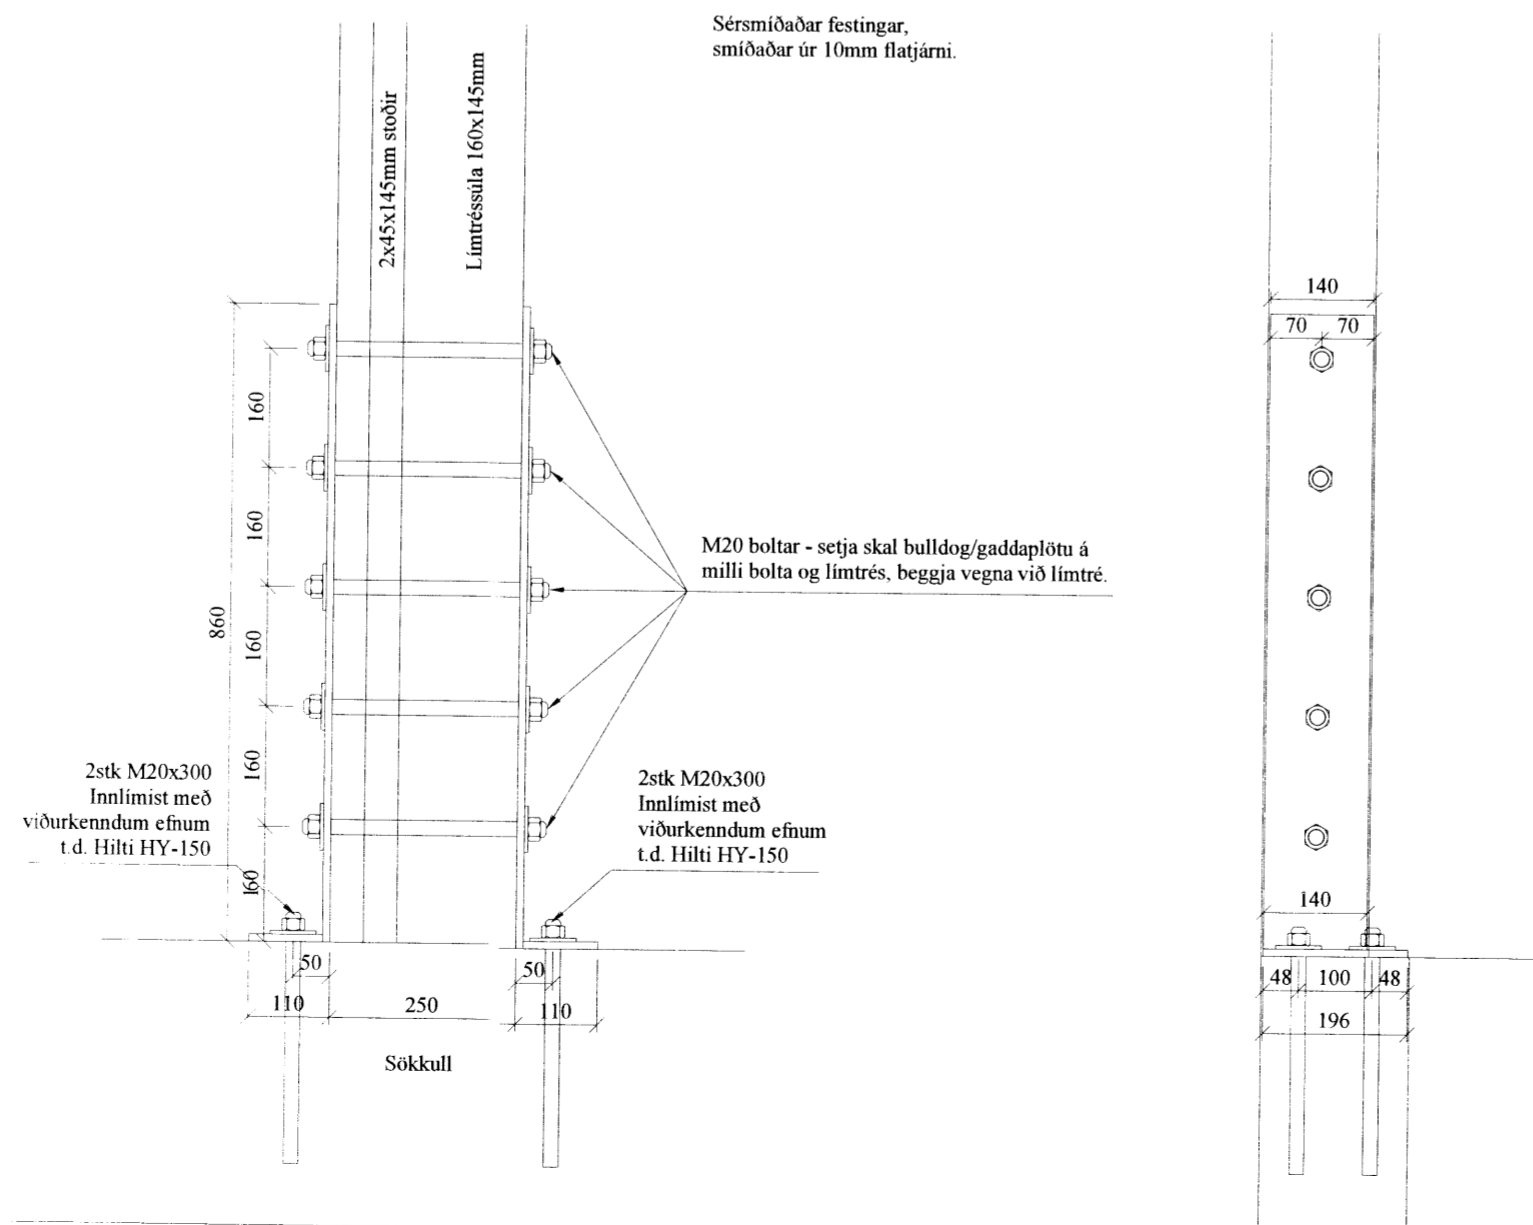 Sérsmíðaðar festingar,
smíðaðar úr 10mm flatjárni.
2x45x145mm stoðir
Límtréssúla 160x145mm
860
160
160
160
160
160
M20 boltar - setja skal bulldog/gaddaplötu á
milli bolta og límtrés, beggja vegna við límtré.
2stk M20x300
Innlímist með
viðurkenndum efnum
t.d. Hilti HY-150
2stk M20x300
Innlímist með
viðurkenndum efnum
t.d. Hilti HY-150
50
50
110
250
110
Sökkull
140
70
70
140
48
100
48
196